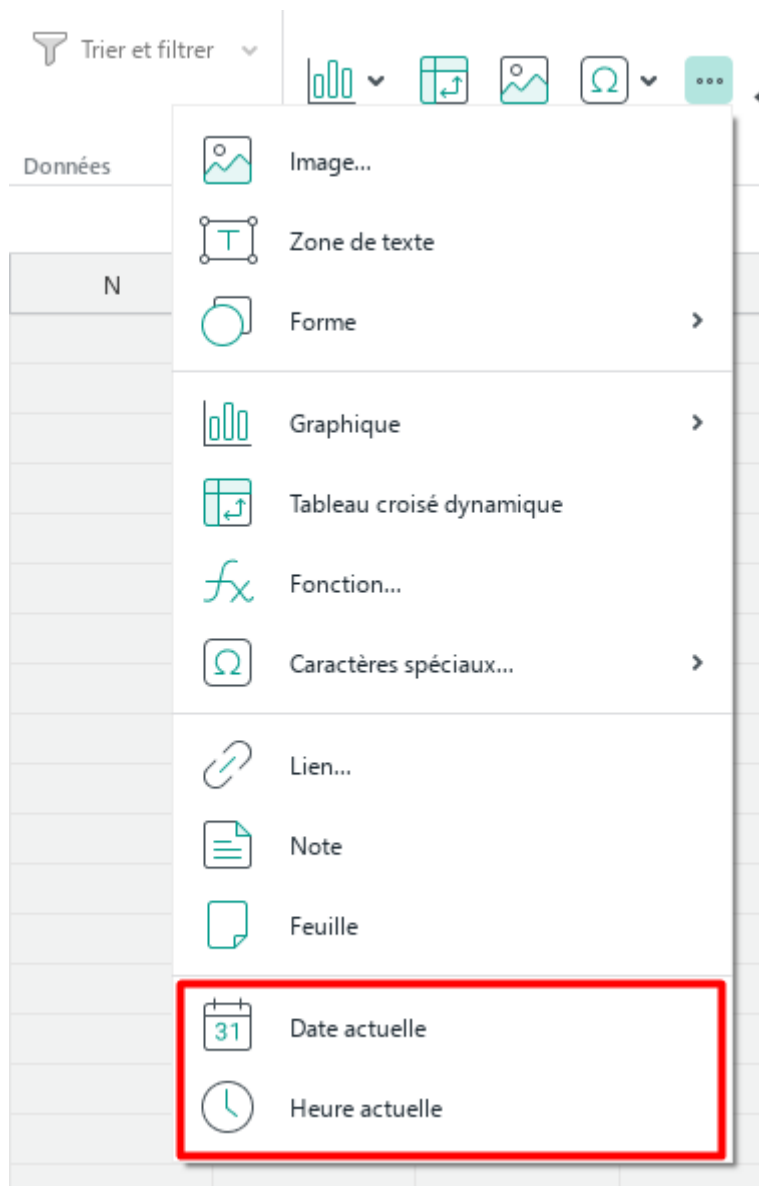 Trier et filtrer
Données
N
Image...
Zone de texte
Forme
Graphique
Tableau croisé dynamique
Fonction...
Caractères spéciaux...
Lien...
Note
Feuille
31
Date actuelle
Heure actuelle